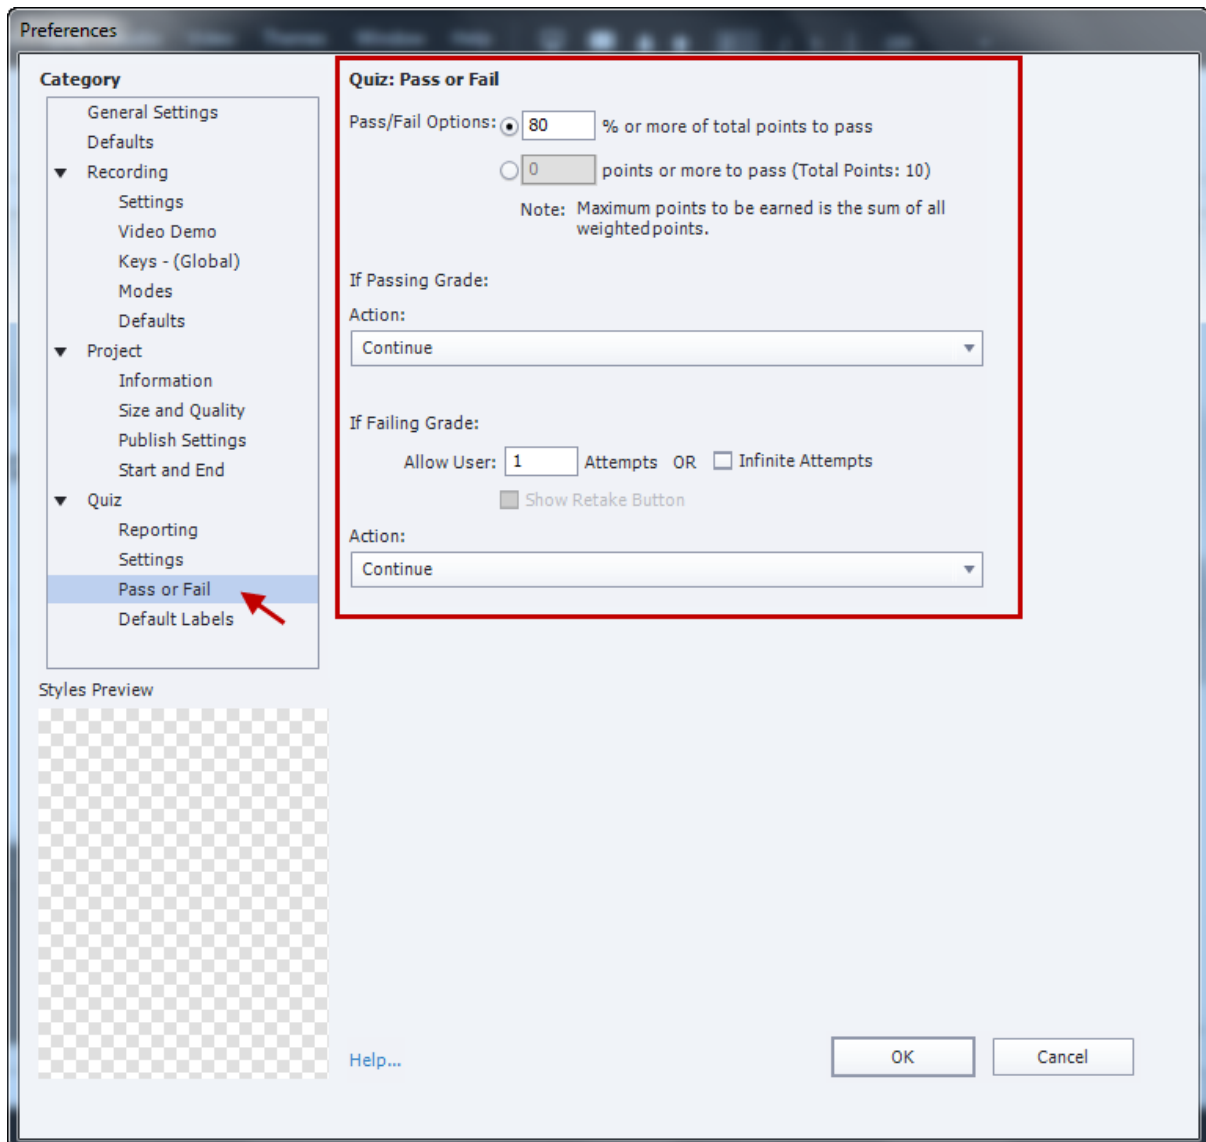 Preferences
Category
General Settings
Defaults
Recording
Settings
Video Demo
Keys - (Global)
Modes
Defaults
Project
Information
Size and Quality
Publish Settings
Start and End
Quiz
Reporting
Settings
Pass or Fail
Default Labels
Styles Preview
Quiz: Pass or Fail
Pass/Fail Options: 80 % or more of total points to pass
0 points or more to pass (Total Points: 10)
Note: Maximum points to be earned is the sum of all
weighted points.
If Passing Grade:
Action:
Continue
If Failing Grade:
Allow User: 1 Attempts OR Infinite Attempts
Show Retake Button
Action:
Continue
Help...
OK
Cancel